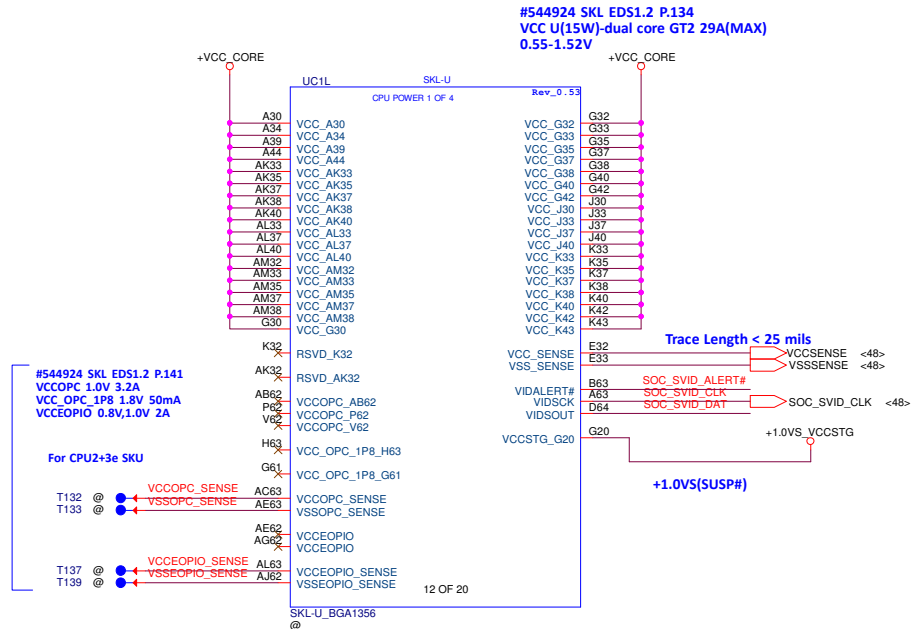 #544924 SKL EDS1.2 P.134
VCC U(15W)-dual core GT2 29A(MAX)
0.55-1.52V
+VCC_CORE
+VCC_CORE
UC1L
SKL-U
Rev_0.53
CPU POWER 1 OF 4
A30 VCC_A30 VCC_G32 G32
A34 VCC_A34 VCC_G33 G33
A39 VCC_A39 VCC_G35 G35
A44 VCC_A44 VCC_G37 G37
AK33 VCC_AK33 VCC_G38 G38
AK35 VCC_AK35 VCC_G40 G40
AK37 VCC_AK37 VCC_G42 G42
AK38 VCC_AK38 VCC_J30 J30
AK40 VCC_AK40 VCC_J33 J33
AL33 VCC_AL33 VCC_J37 J37
AL37 VCC_AL37 VCC_J40 J40
AL40 VCC_AL40 VCC_K33 K33
AM32 VCC_AM32 VCC_K35 K35
AM33 VCC_AM33 VCC_K37 K37
AM35 VCC_AM35 VCC_K38 K38
AM37 VCC_AM37 VCC_K40 K40
AM38 VCC_AM38 VCC_K42 K42
G30 VCC_G30 VCC_K43 K43
Trace Length < 25 mils
K32 RSVD_K32 VCC_SENSE E32 VCCSENSE <48>
VSS_SENSE E33 VSSSENSE <48>
#544924 SKL EDS1.2 P.141
VCCOPC 1.0V 3.2A
VCC_OPC_1P8 1.8V 50mA
VCCEOPIO 0.8V,1.0V 2A
AK32 RSVD_AK32
VIDALERT# B63 SOC_SVID_ALERT#
AB62 VCCOPC_AB62 VIDSCK A63 SOC_SVID_CLK SOC_SVID_CLK <48>
P62 VCCOPC_P62 VIDSOUT D64 SOC_SVID_DAT
V62 VCCOPC_V62
VCCSTG_G20 G20 +1.0VS_VCCSTG
H63 VCC_OPC_1P8_H63
For CPU2+3e SKU
G61 VCC_OPC_1P8_G61
+1.0VS(SUSP#)
T132 @ VCCOPC_SENSE AC63 VCCOPC_SENSE
T133 @ VSSOPC_SENSE AE63 VSSOPC_SENSE
AE62 VCCEOPIO
AG62 VCCEOPIO
T137 @ VCCEOPIO_SENSE AL63 VCCEOPIO_SENSE
T139 @ VSSEOPIO_SENSE AJ62 VSSEOPIO_SENSE
12 OF 20
SKL-U_BGA1356
@